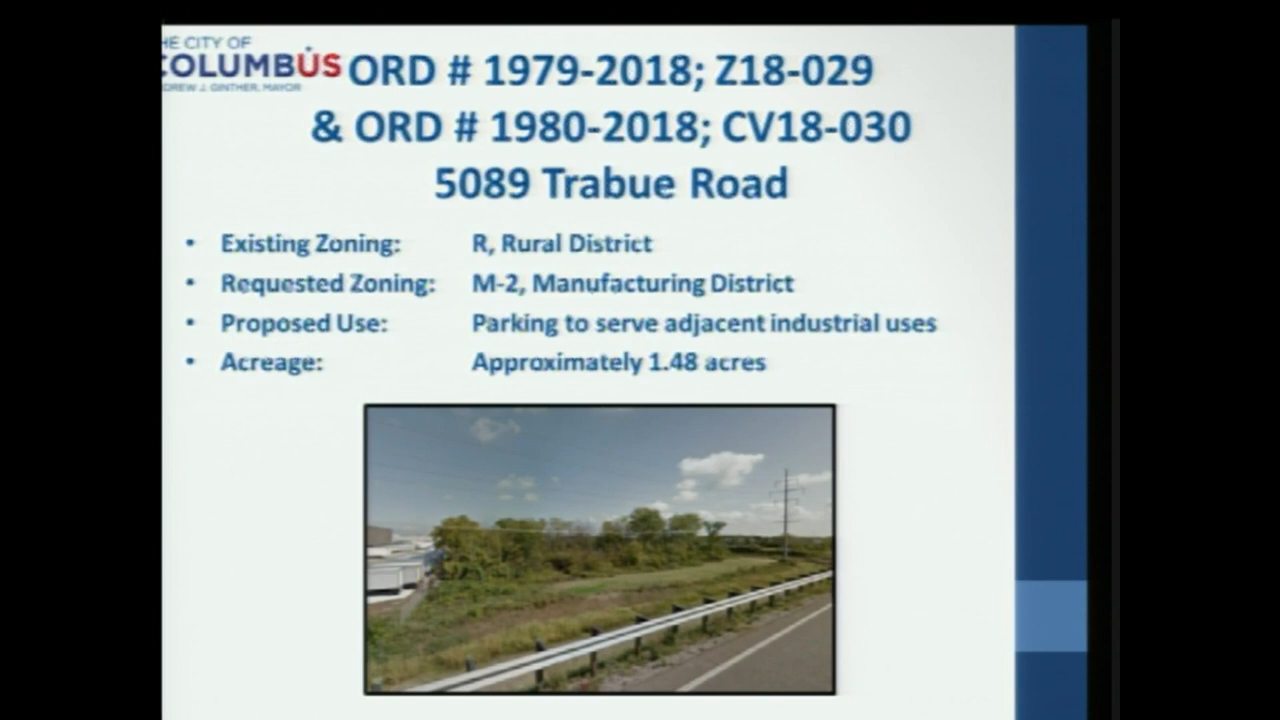 HE CITY OF
COLUMBUS
DREW J. GINTHER, MAYOR
ORD # 1979-2018; Z18-029
& ORD # 1980-2018; CV18-030
5089 Trabue Road
• Existing Zoning: R, Rural District
• Requested Zoning: M-2, Manufacturing District
• Proposed Use: Parking to serve adjacent industrial uses
• Acreage: Approximately 1.48 acres